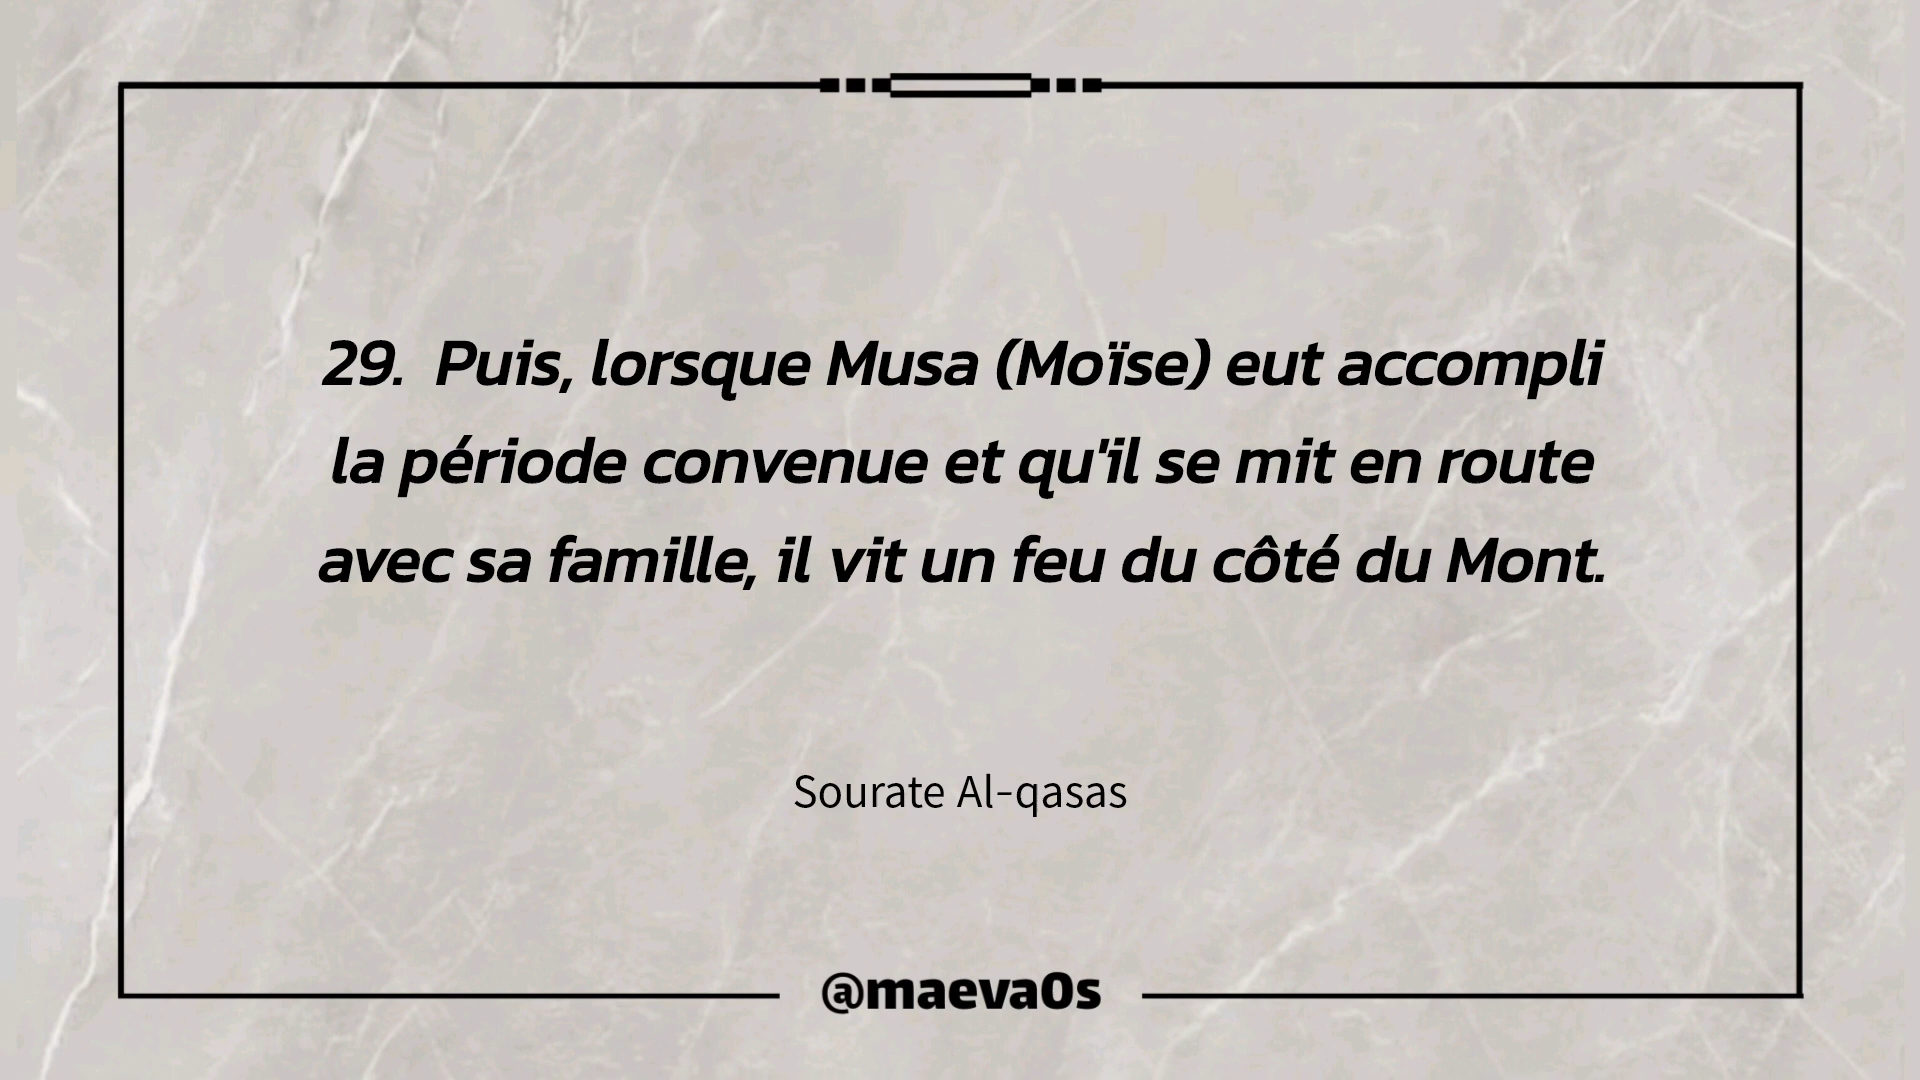 29. Puis, lorsque Musa (Moïse) eut accompli
la période convenue et qu'il se mit en route
avec sa famille, il vit un feu du côté du Mont.
Sourate Al-qasas
@maeva0s